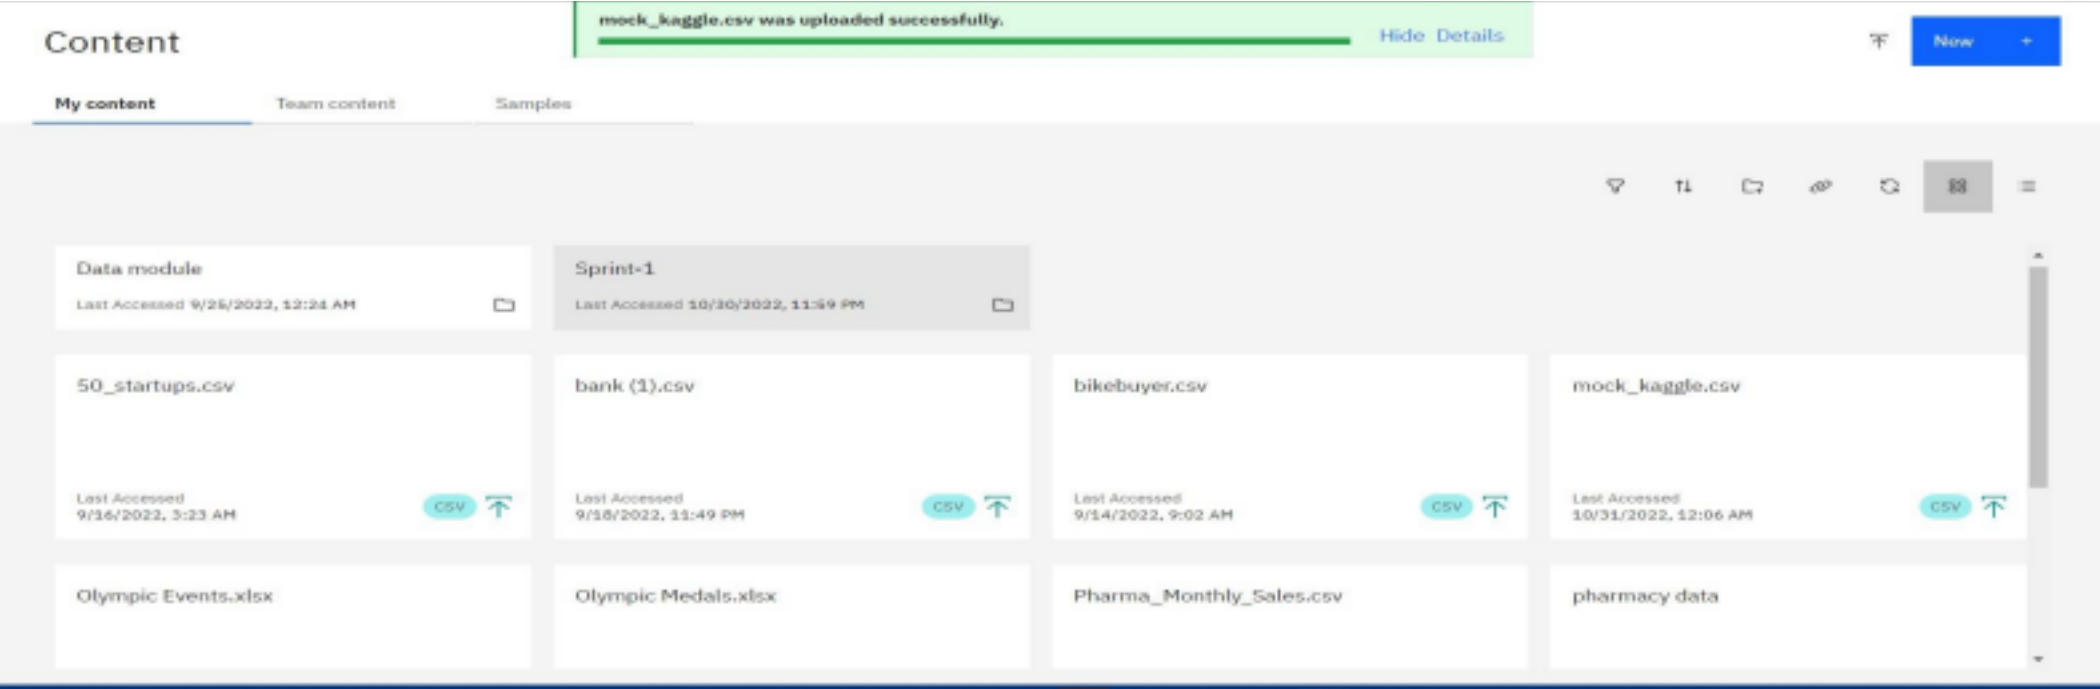 mock_kaggle.csv was uploaded successfully.
Hide Details
Content
New +
My content Team content Samples
Data module
Last Accessed 9/25/2022, 12:24 AM
Sprint-1
Last Accessed 10/30/2022, 11:59 PM
50_startups.csv
Last Accessed
9/16/2022, 3:23 AM
CSV
bank (1).csv
Last Accessed
9/18/2022, 11:49 PM
CSV
bikebuyer.csv
Last Accessed
9/14/2022, 9:02 AM
CSV
mock_kaggle.csv
Last Accessed
10/31/2022, 12:06 AM
CSV
Olympic Events.xlsx
Olympic Medals.xlsx
Pharma_Monthly_Sales.csv
pharmacy data